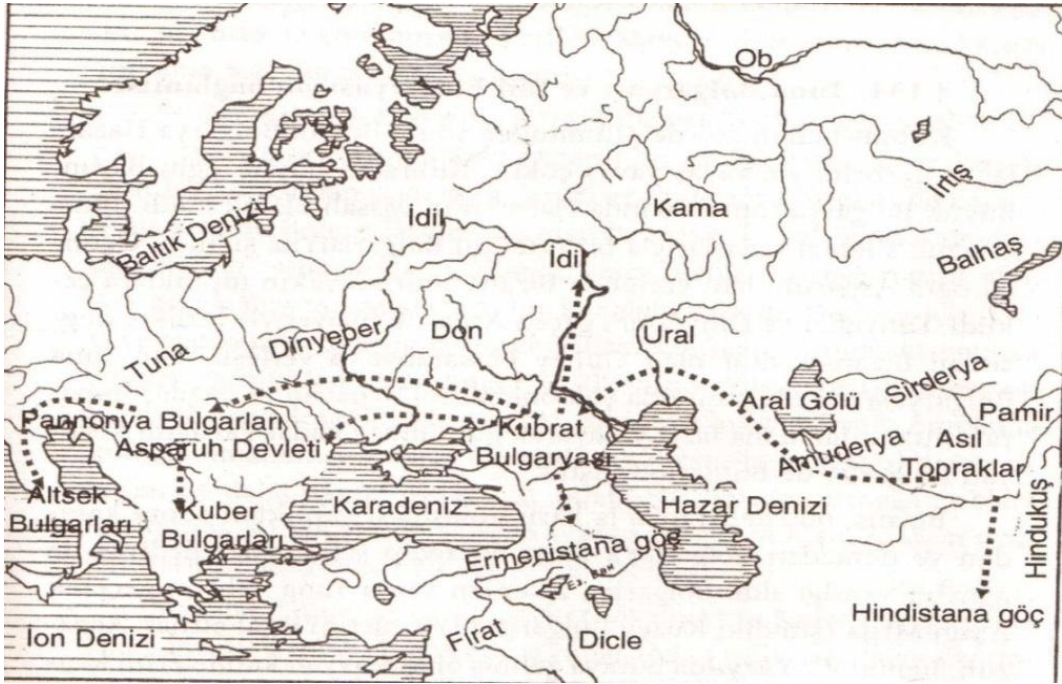 Ob
İniş
Kama
Baltık Denizi
İdil
İdil
Balhaş
Tuna
Dinyeper
Don
Ural
Sirderya
Aral Gölü
Pamir
Pannonya Bulgarları
Asparuh Devleti
Kubrat
Bulgaryası
Amuderya
Asıl
Topraklar
Altsek
Bulgarları
Kuber
Bulgarları
Karadeniz
Hazar Denizi
Hindukuş
Ermenistana göç
Hindistana göç
Ion Denizi
Fırat
Dicle